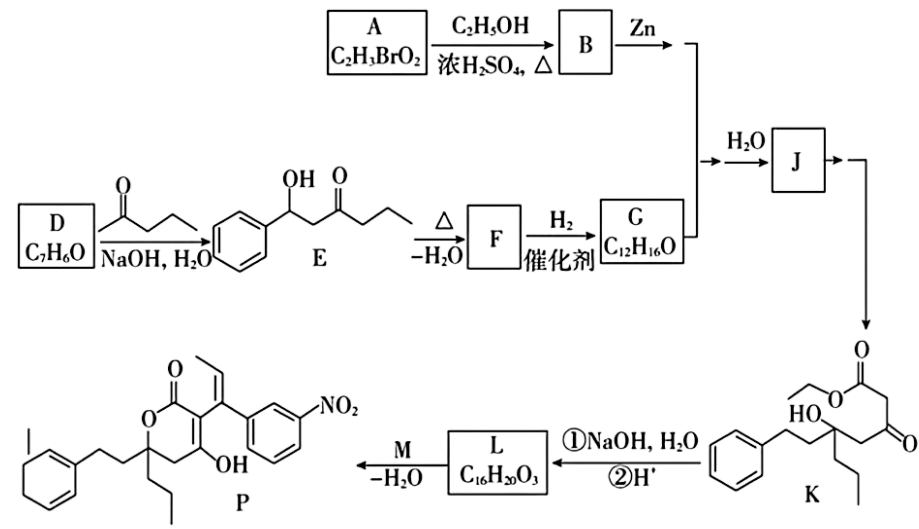 A
C₂H₃BrO₂
C₂H₅OH
浓H₂SO₄, △
B
Zn
H₂O
J
D
C₇H₆O
O
NaOH, H₂O
OH
O
E
△
-H₂O
F
H₂
催化剂
G
C₁₂H₁₆O
O
O
HO
O
K
①NaOH, H₂O
②H⁺
L
C₁₆H₂₀O₃
M
-H₂O
O
O
NO₂
OH
P